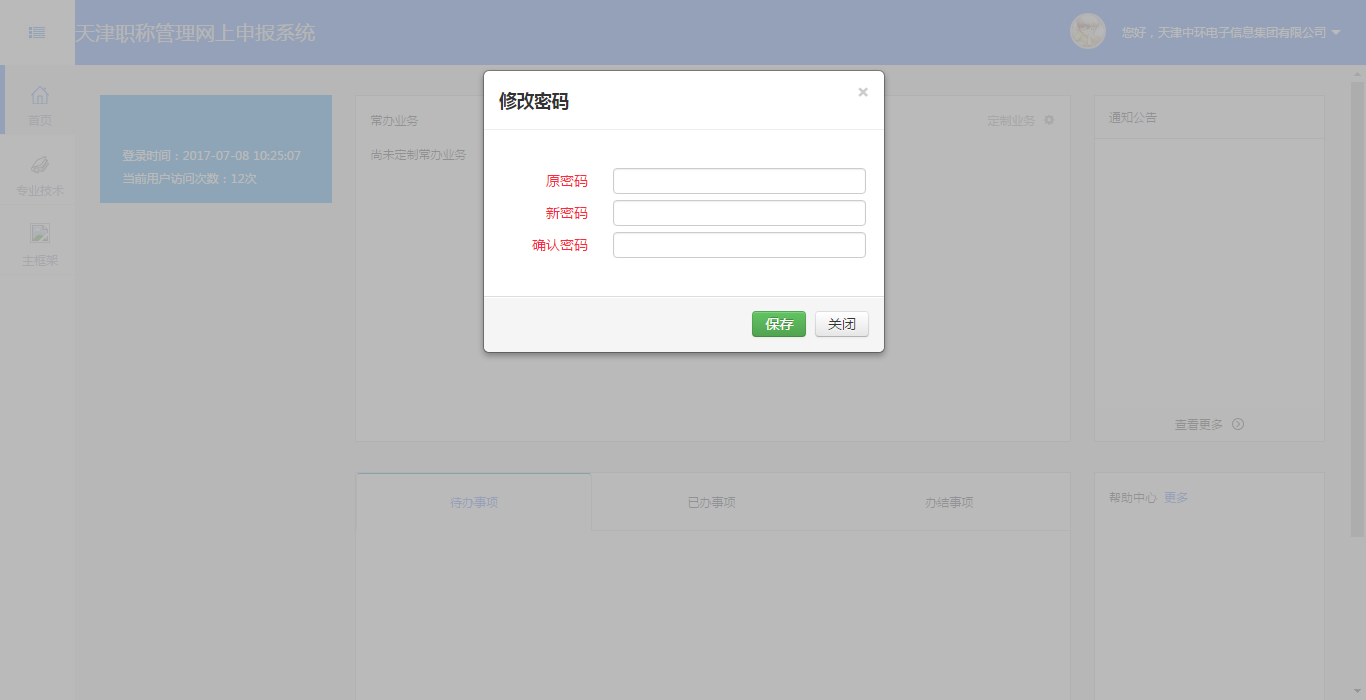 天津职称管理网上申报系统
您好，天津中环电子信息集团有限公司
首页
专业技术
主框架
登录时间：2017-07-08 10:25:07
当前用户访问次数：12次
常办业务
定制业务
尚未定制常办业务
通知公告
查看更多
修改密码
×
原密码
新密码
确认密码
保存
关闭
待办事项
已办事项
办结事项
帮助中心 更多